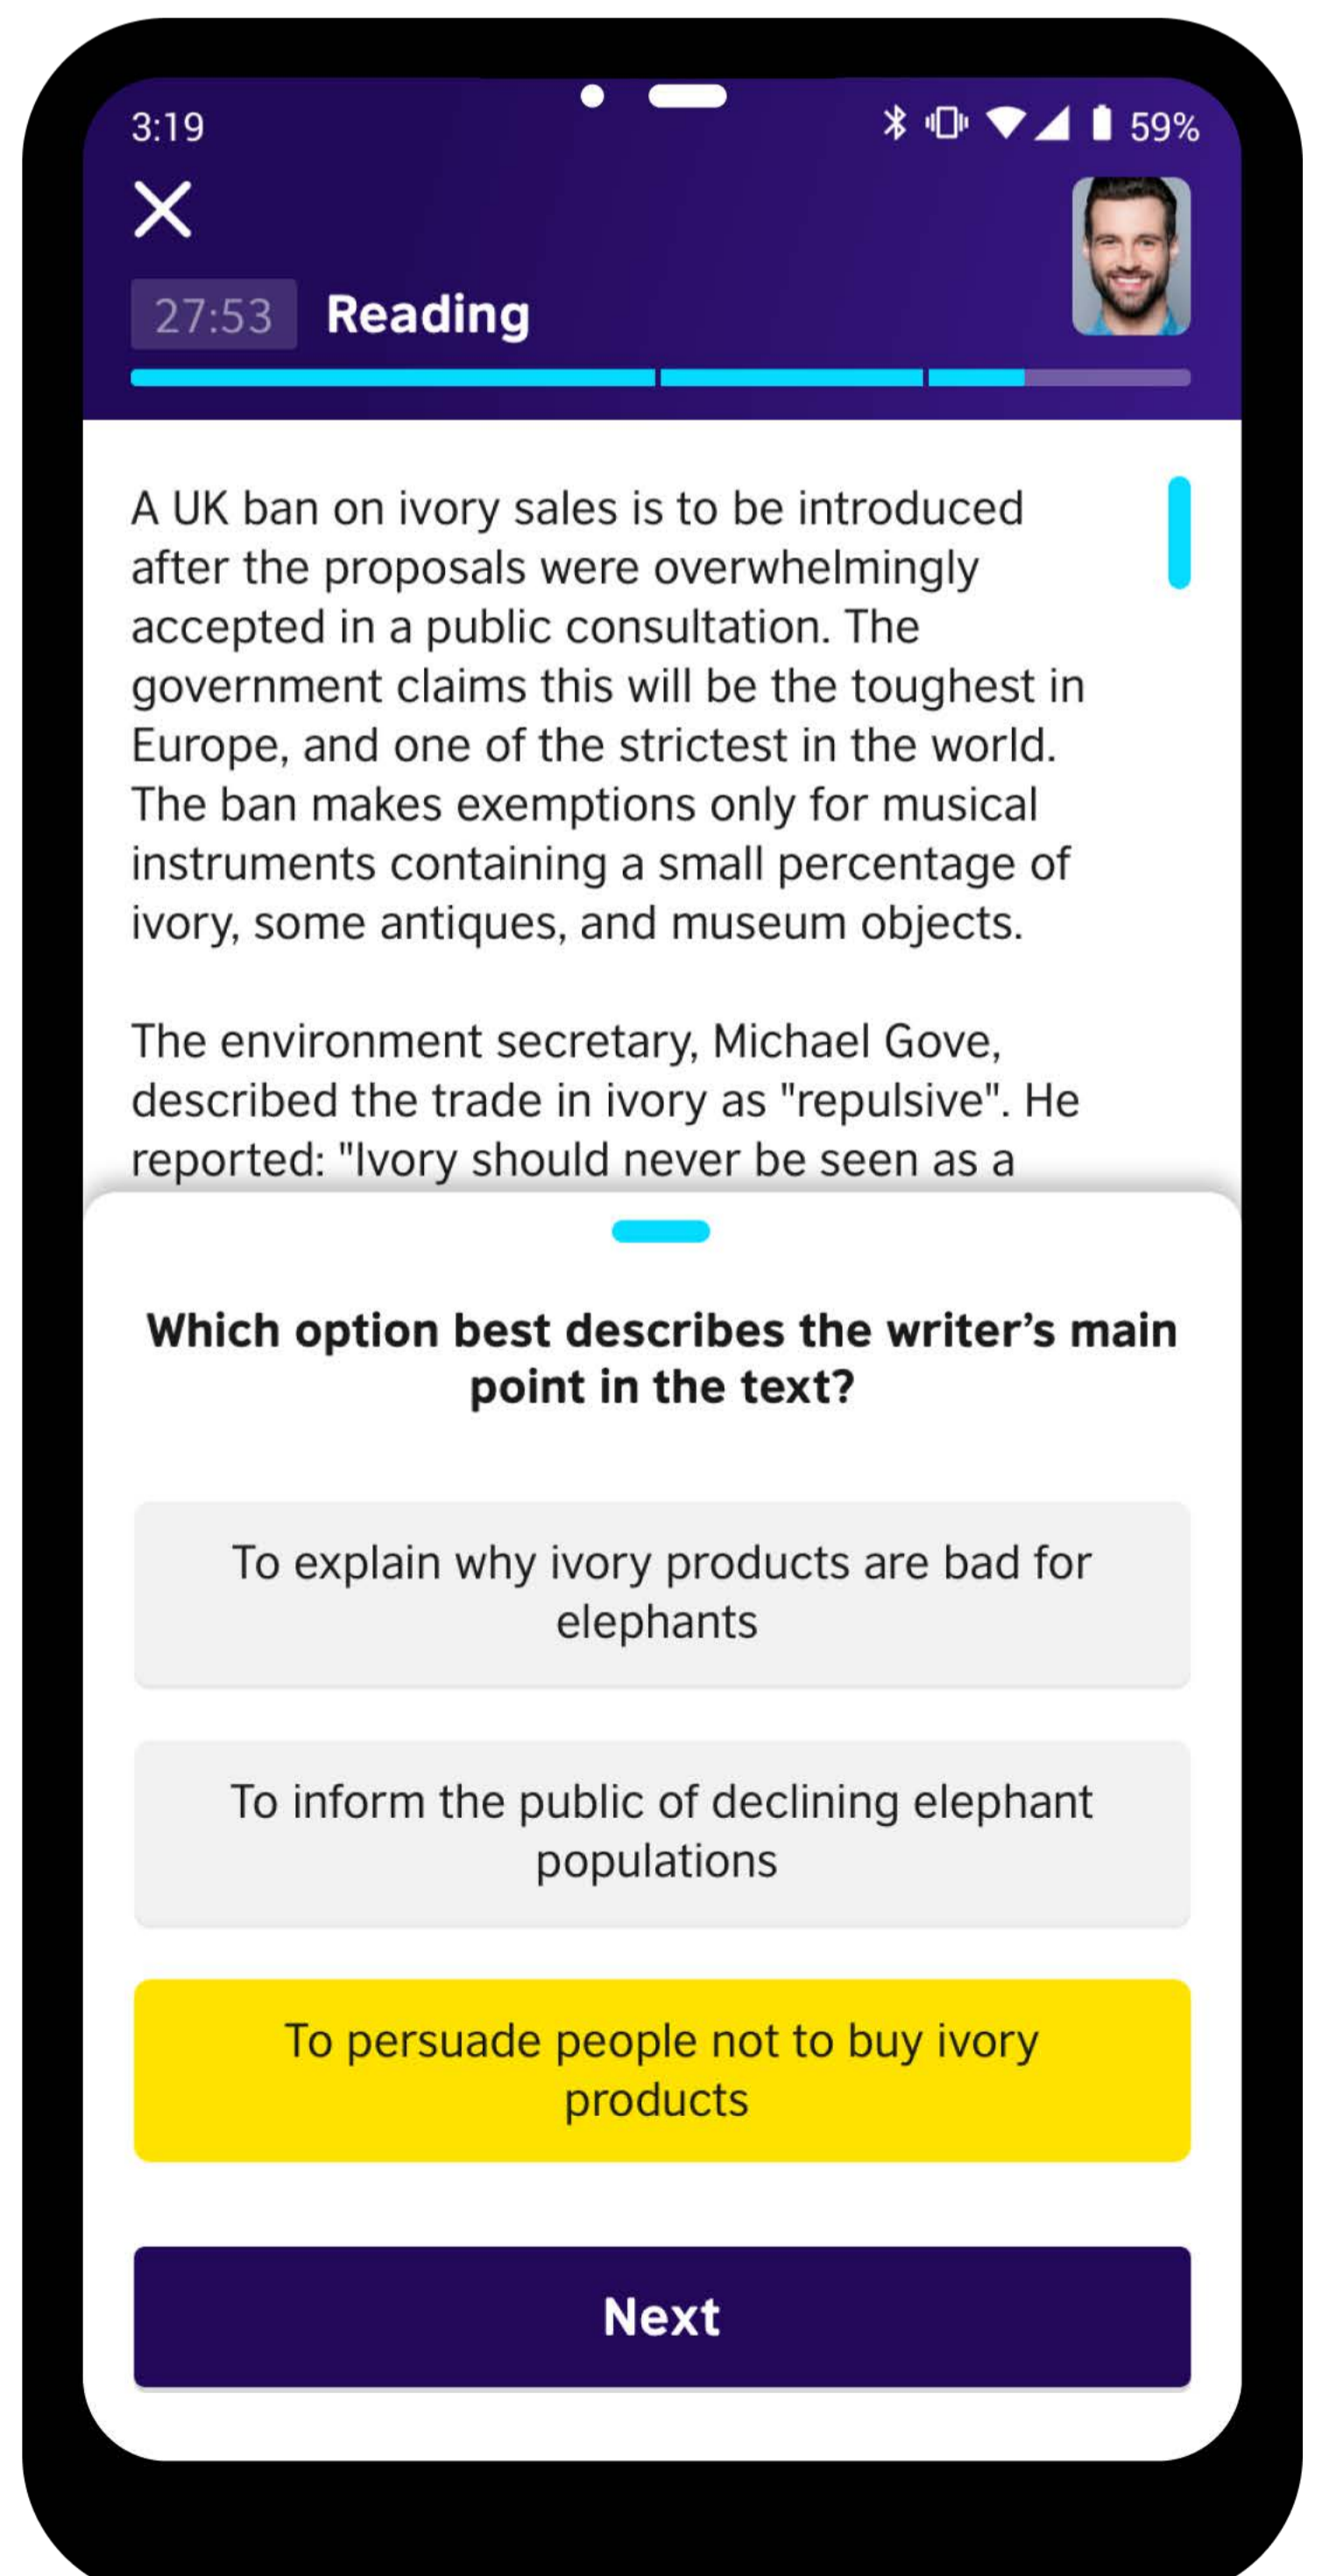 3:19
59%
27:53 Reading
A UK ban on ivory sales is to be introduced
after the proposals were overwhelmingly
accepted in a public consultation. The
government claims this will be the toughest in
Europe, and one of the strictest in the world.
The ban makes exemptions only for musical
instruments containing a small percentage of
ivory, some antiques, and museum objects.
The environment secretary, Michael Gove,
described the trade in ivory as "repulsive". He
reported: "Ivory should never be seen as a
Which option best describes the writer’s main
point in the text?
To explain why ivory products are bad for
elephants
To inform the public of declining elephant
populations
To persuade people not to buy ivory
products
Next